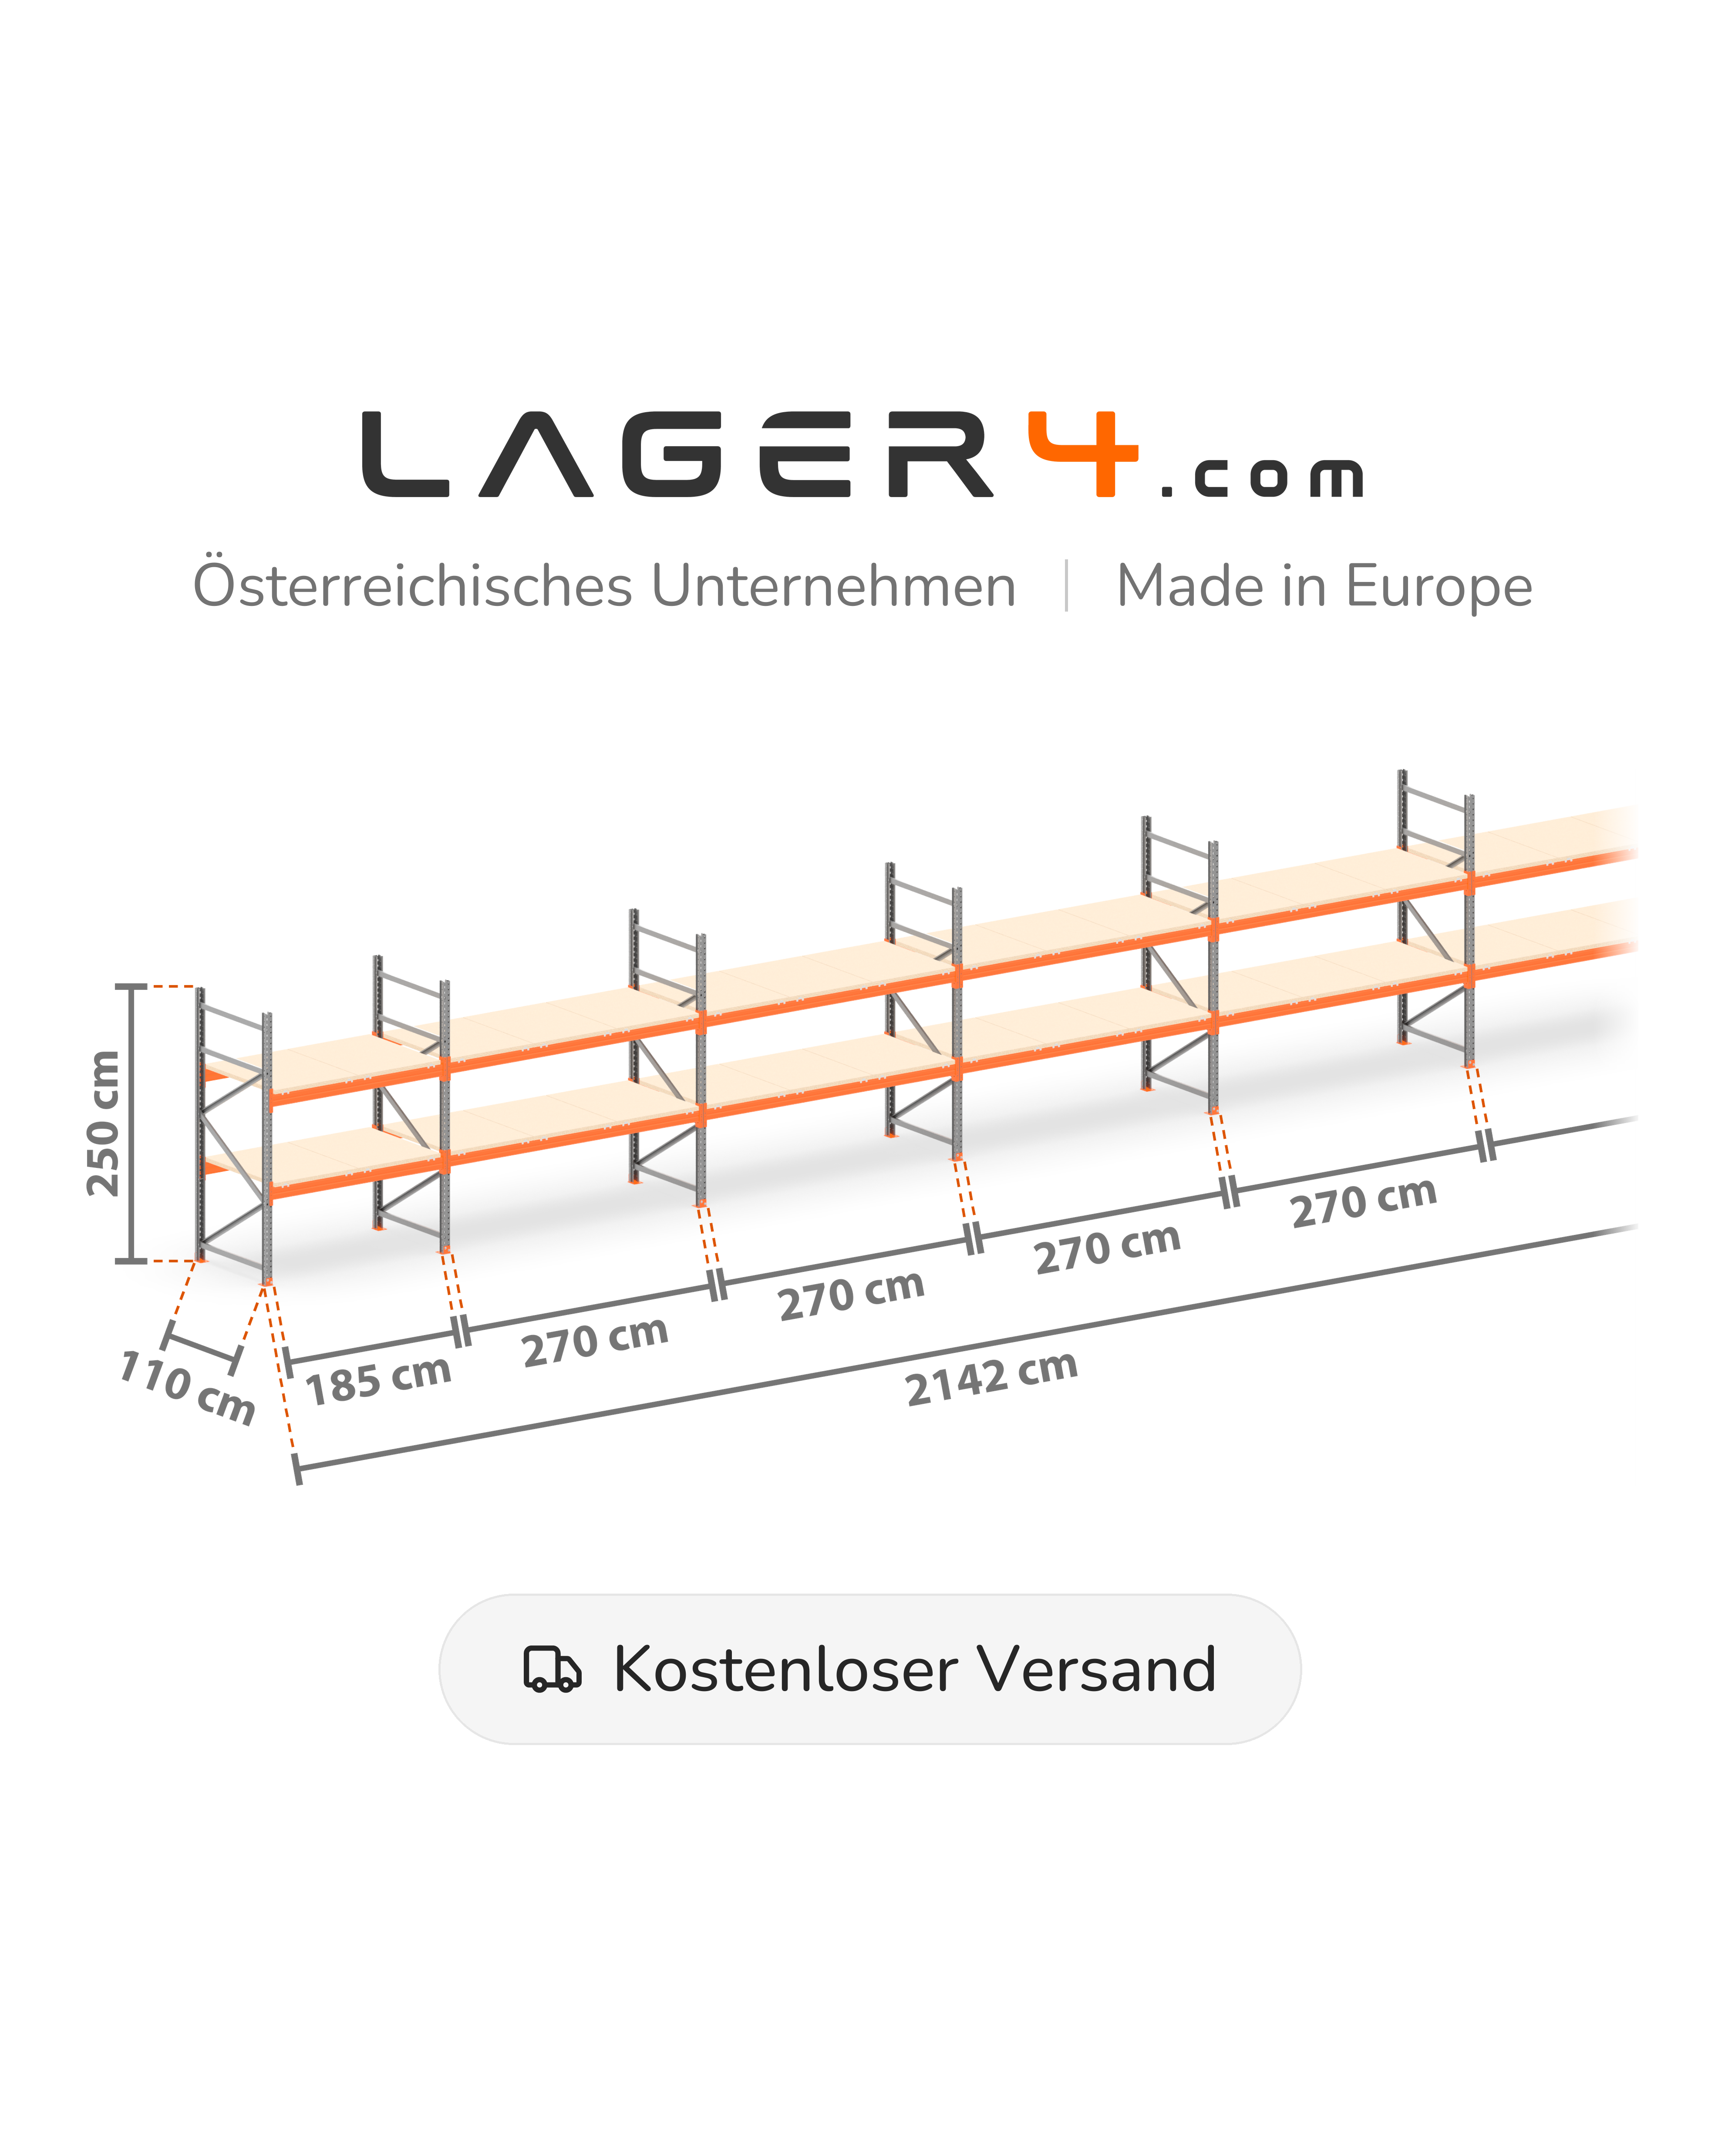 LAGER4.com
Österreichisches Unternehmen | Made in Europe
250 cm
110 cm
185 cm
270 cm
270 cm
270 cm
270 cm
2142 cm
Kostenloser Versand